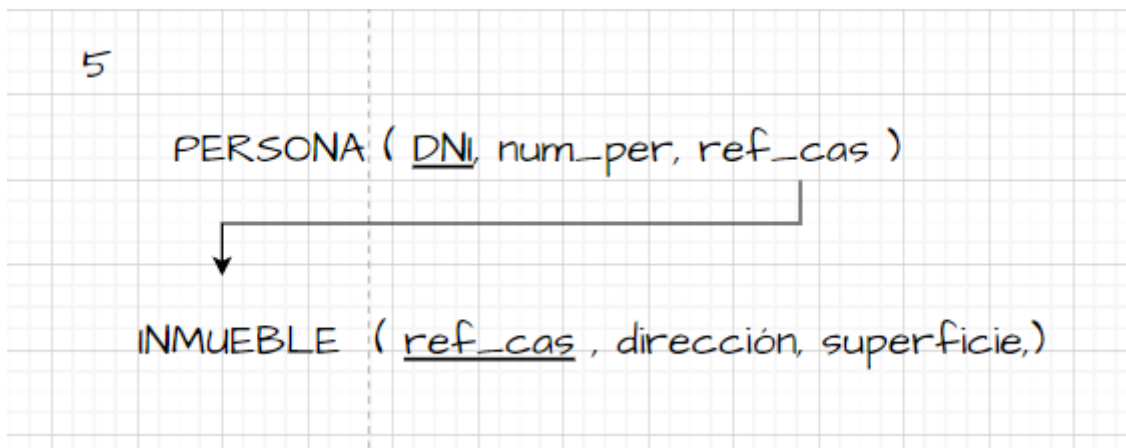 5
PERSONA ( DNI, num_per, ref_cas )
INMUEBLE ( ref_cas , dirección, superficie,)